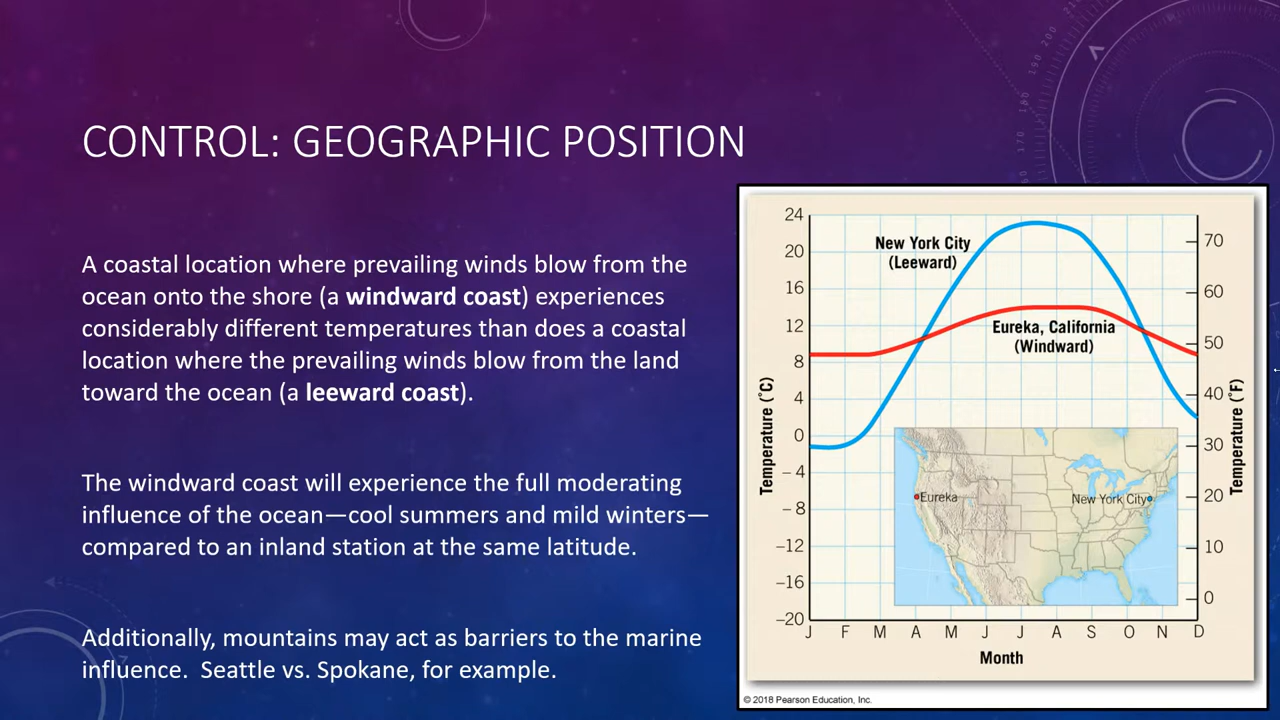 CONTROL: GEOGRAPHIC POSITION
A coastal location where prevailing winds blow from the
ocean onto the shore (a windward coast) experiences
considerably different temperatures than does a coastal
location where the prevailing winds blow from the land
toward the ocean (a leeward coast).
The windward coast will experience the full moderating
influence of the ocean—cool summers and mild winters—
compared to an inland station at the same latitude.
Additionally, mountains may act as barriers to the marine
influence.  Seattle vs. Spokane, for example.
24
20
16
12
8
4
0
–4
–8
–12
–16
–20
Temperature (°C)
New York City
(Leeward)
Eureka, California
(Windward)
Eureka
New York City
70
60
50
40
30
20
10
0
Temperature (°F)
J F M A M J J A S O N D
Month
© 2018 Pearson Education, Inc.
170
180
190
200